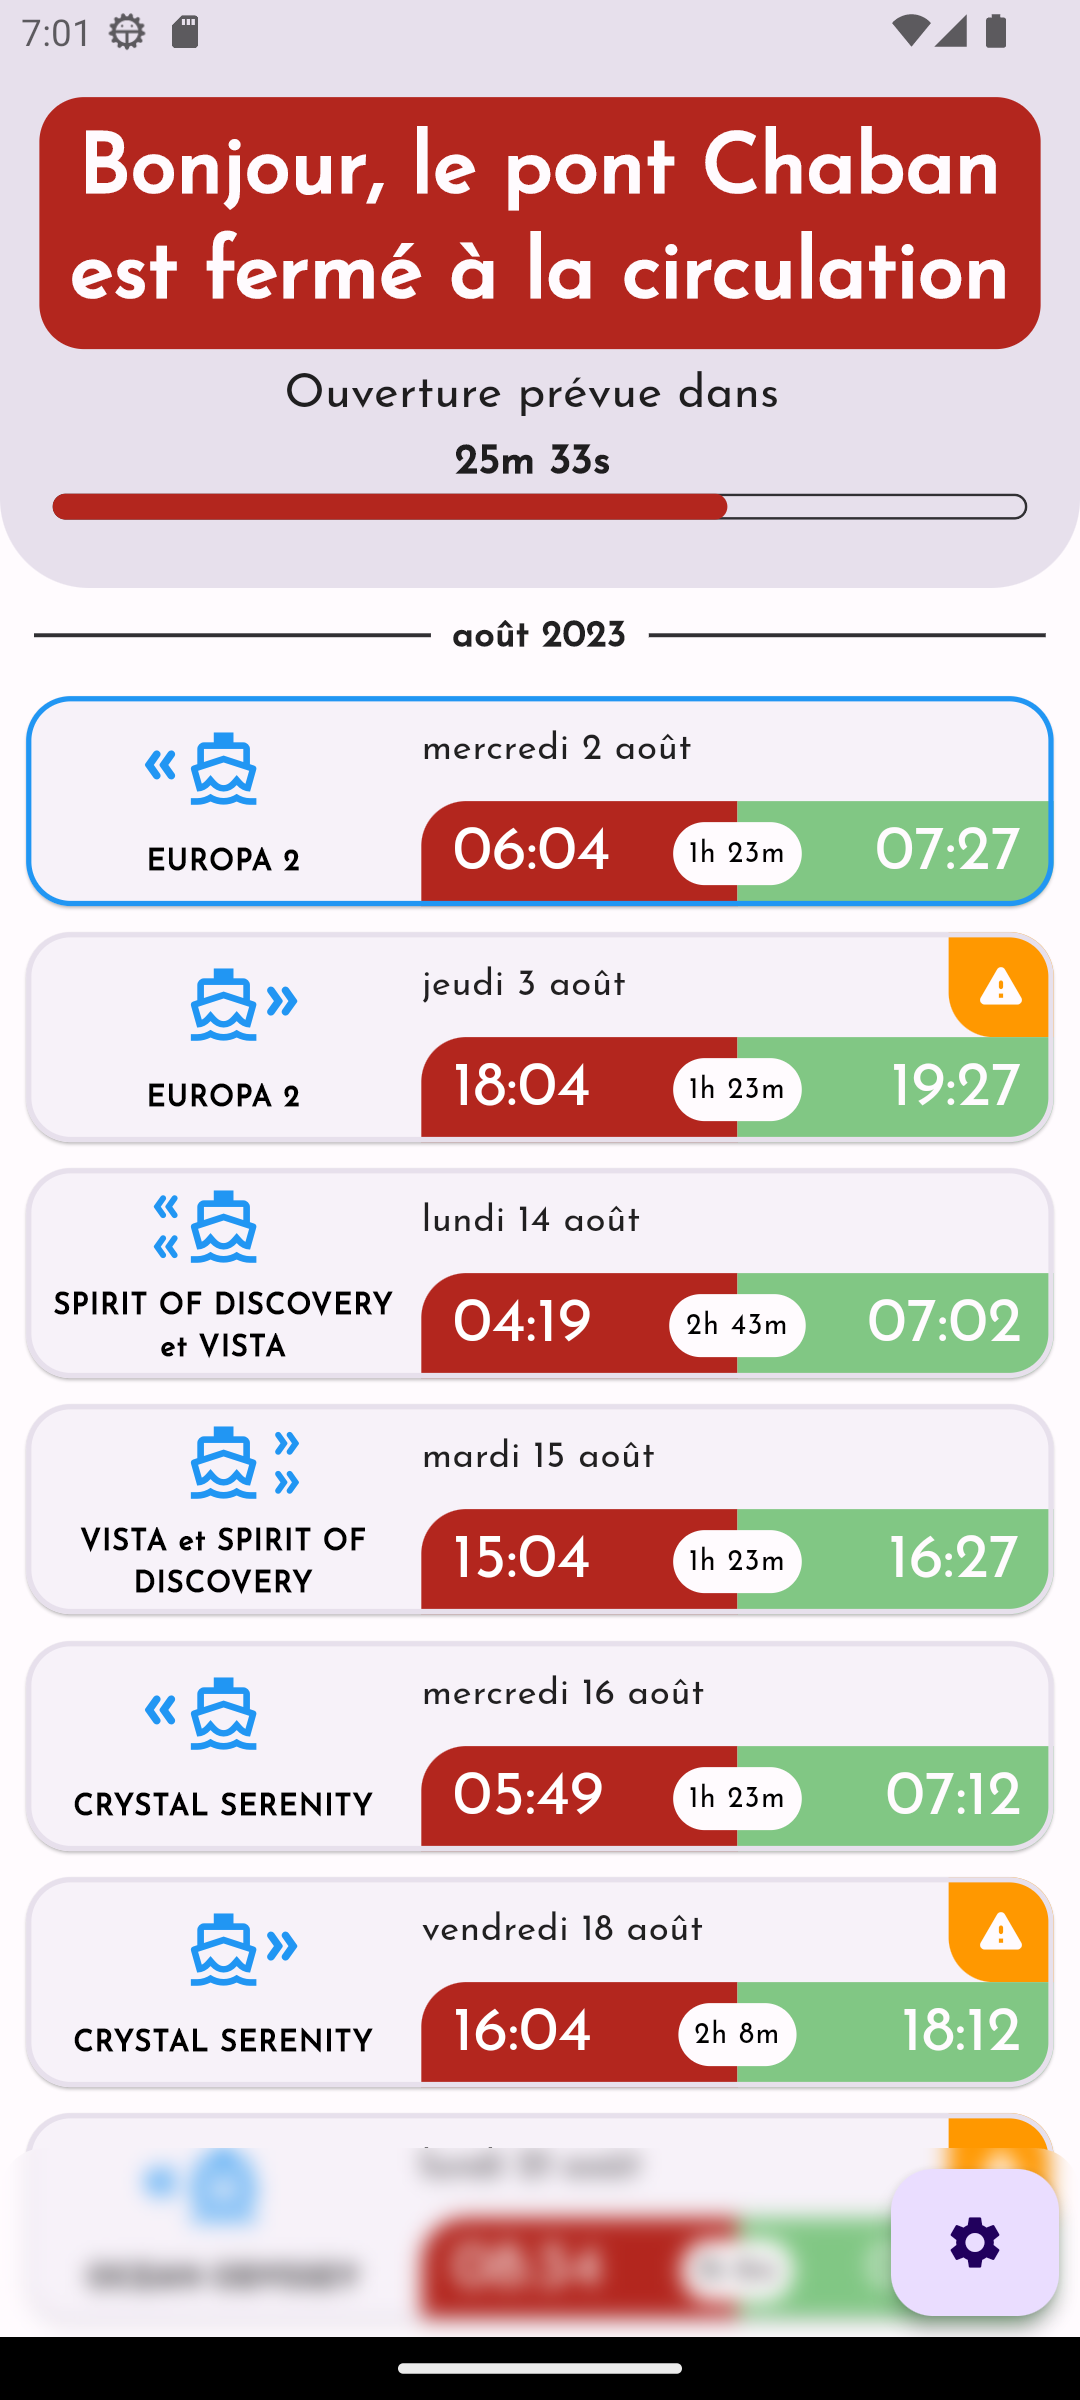 7:01
Bonjour, le pont Chaban
est fermé à la circulation
Ouverture prévue dans
25m 33s
août 2023
mercredi 2 août
EUROPA 2
06:04 1h 23m 07:27
jeudi 3 août
EUROPA 2
18:04 1h 23m 19:27
lundi 14 août
SPIRIT OF DISCOVERY
et VISTA
04:19 2h 43m 07:02
mardi 15 août
VISTA et SPIRIT OF
DISCOVERY
15:04 1h 23m 16:27
mercredi 16 août
CRYSTAL SERENITY
05:49 1h 23m 07:12
vendredi 18 août
CRYSTAL SERENITY
16:04 2h 8m 18:12